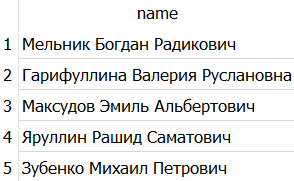 name
1 Мельник Богдан Радикович
2 Гарифуллина Валерия Руслановна
3 Максудов Эмиль Альбертович
4 Яруллин Рашид Саматович
5 Зубенко Михаил Петрович